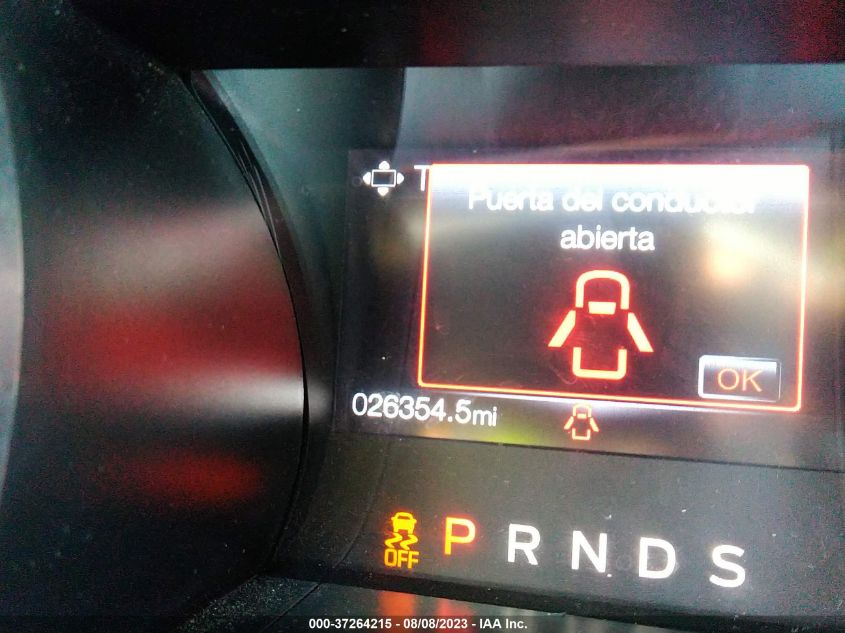 T
Puerta del conductor
abierta
OK
026354.5mi
OFF
P R N D S
000-37264215 - 08/08/2023 - IAA Inc.